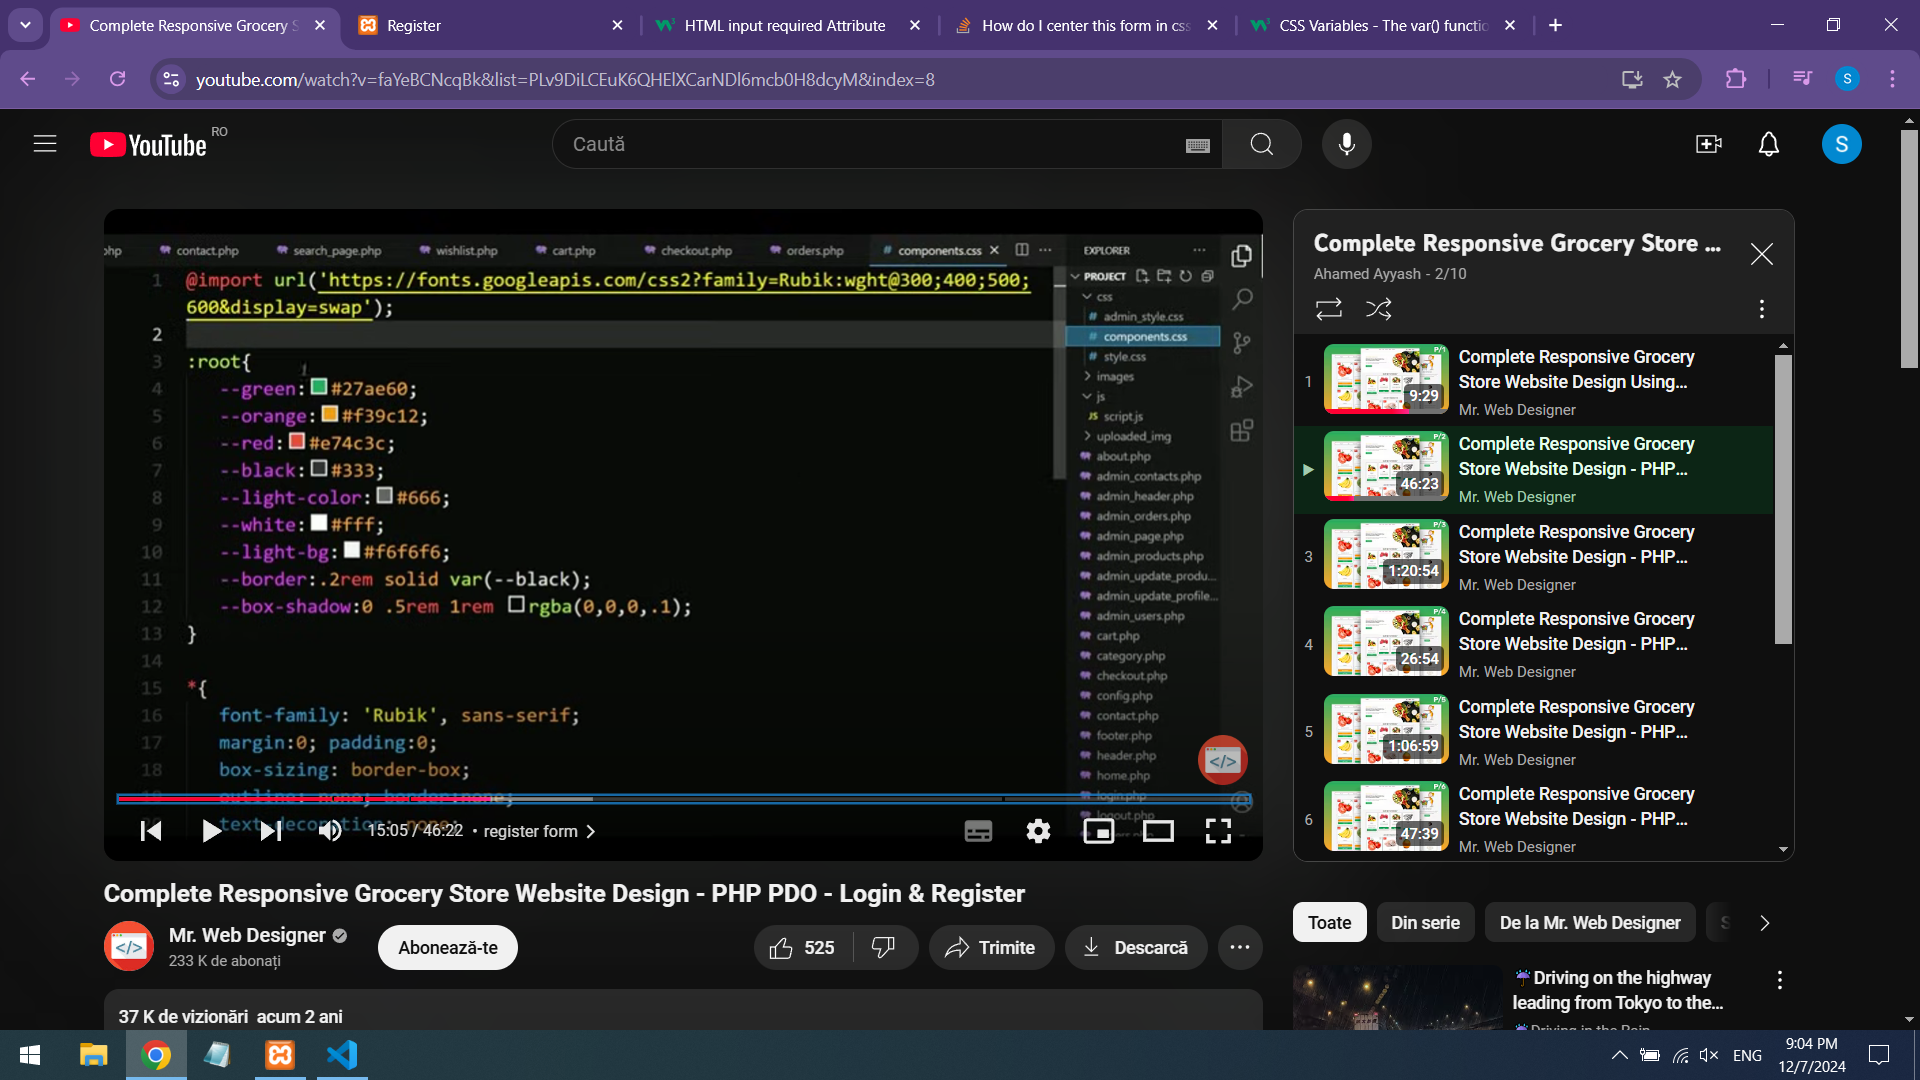 Complete Responsive Grocery S
Register
HTML input required Attribute
How do I center this form in css
CSS Variables - The var() functio
youtube.com/watch?v=faYeBCNcqBk&list=PLv9DiLCEuK6QHElXCarNDl6mcb0H8dcyM&index=8
S
YouTube RO
Caută
S
contact.php
search_page.php
wishlist.php
cart.php
checkout.php
orders.php
# components.css
EXPLORER
PROJECT
1 @import url('https://fonts.googleapis.com/css2?family=Rubik:wght@300;400;500;
600&display=swap');
2
3 :root{
4 --green: #27ae60;
5 --orange: #f39c12;
6 --red: #e74c3c;
7 --black: #333;
8 --light-color: #666;
9 --white: #fff;
10 --light-bg: #f6f6f6;
11 --border:.2rem solid var(--black);
12 --box-shadow:0 .5rem 1rem rgba(0,0,0,.1);
13 }
14
15 *{
16 font-family: 'Rubik', sans-serif;
17 margin:0; padding:0;
18 box-sizing: border-box;
19 outline: none; border:none;
text-decoration: none;
css
# admin_style.css
# components.css
# style.css
images
js
JS script.js
uploaded_img
about.php
admin_contacts.php
admin_header.php
admin_orders.php
admin_page.php
admin_products.php
admin_update_produ...
admin_update_profile...
admin_users.php
cart.php
category.php
checkout.php
config.php
contact.php
footer.php
header.php
home.php
login.php
logout.php
15:05 / 46:22 • register form
Complete Responsive Grocery Store ...
Ahamed Ayyash - 2/10
1
P/1
9:29
Complete Responsive Grocery
Store Website Design Using...
Mr. Web Designer
P/2
46:23
Complete Responsive Grocery
Store Website Design - PHP...
Mr. Web Designer
3
P/3
1:20:54
Complete Responsive Grocery
Store Website Design - PHP...
Mr. Web Designer
4
P/4
26:54
Complete Responsive Grocery
Store Website Design - PHP...
Mr. Web Designer
5
P/5
1:06:59
Complete Responsive Grocery
Store Website Design - PHP...
Mr. Web Designer
6
P/6
47:39
Complete Responsive Grocery
Store Website Design - PHP...
Mr. Web Designer
Complete Responsive Grocery Store Website Design - PHP PDO - Login & Register
Mr. Web Designer
233 K de abonați
Abonează-te
525
Trimite
Descarcă
37 K de vizionări acum 2 ani
Toate
Din serie
De la Mr. Web Designer
☔Driving on the highway
leading from Tokyo to the...
☔Driving in the Rain
ENG
9:04 PM
12/7/2024